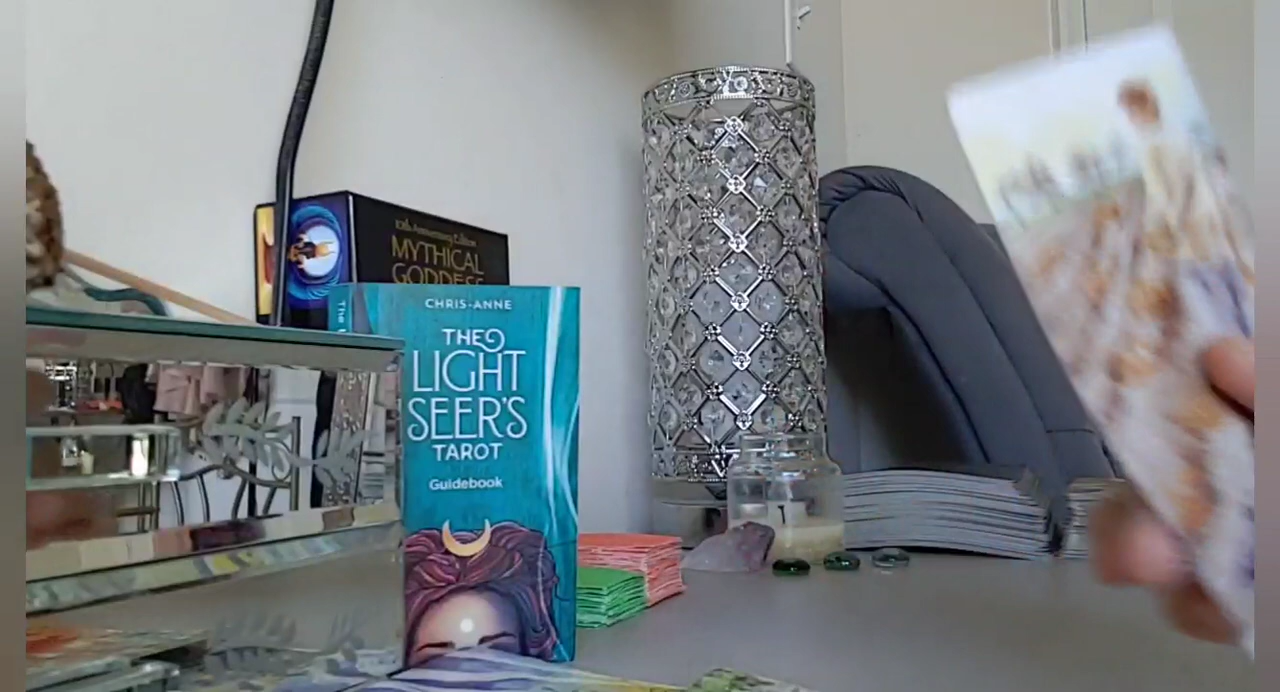 10th Anniversary Edition
MYTHICAL
GODDESS
CHRIS-ANNE
THE
LIGHT
SEER'S
TAROT
Guidebook